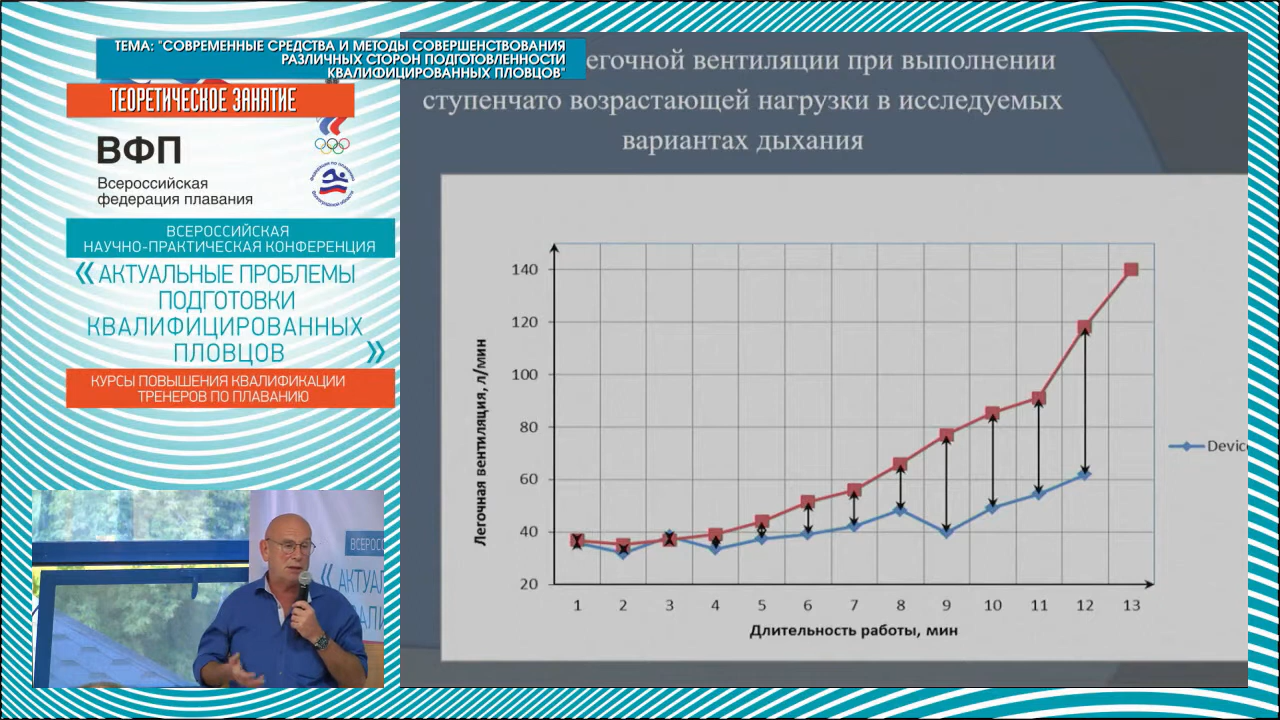 ТЕМА: "СОВРЕМЕННЫЕ СРЕДСТВА И МЕТОДЫ СОВЕРШЕНСТВОВАНИЯ
РАЗЛИЧНЫХ СТОРОН ПОДГОТОВЛЕННОСТИ
КВАЛИФИЦИРОВАННЫХ ПЛОВЦОВ"
ТЕОРЕТИЧЕСКОЕ ЗАНЯТИЕ
ВФП
Всероссийская
федерация плавания
ВСЕРОССИЙСКАЯ
НАУЧНО-ПРАКТИЧЕСКАЯ КОНФЕРЕНЦИЯ
«АКТУАЛЬНЫЕ ПРОБЛЕМЫ
ПОДГОТОВКИ
КВАЛИФИЦИРОВАННЫХ
ПЛОВЦОВ »
КУРСЫ ПОВЫШЕНИЯ КВАЛИФИКАЦИИ
ТРЕНЕРОВ ПО ПЛАВАНИЮ
егочной вентиляции при выполнении
ступенчато возрастающей нагрузки в исследуемых
вариантах дыхания
Легочная вентиляция, л/мин
140
120
100
80
60
40
20
1 2 3 4 5 6 7 8 9 10 11 12 13
Длительность работы, мин
Devic
ВСЕРОСС
«АКТУА